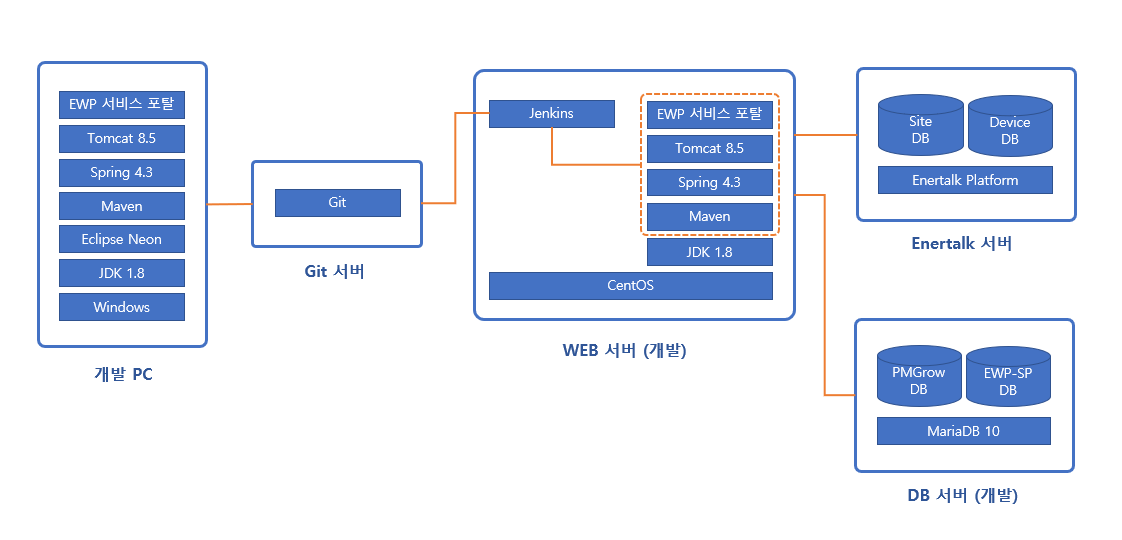 EWP 서비스 포탈
Tomcat 8.5
Spring 4.3
Maven
Eclipse Neon
JDK 1.8
Windows
개발 PC
Git
Git 서버
Jenkins
EWP 서비스 포탈
Tomcat 8.5
Spring 4.3
Maven
JDK 1.8
CentOS
WEB 서버 (개발)
Site
DB
Device
DB
Enertalk Platform
Enertalk 서버
PMGrow
DB
EWP-SP
DB
MariaDB 10
DB 서버 (개발)